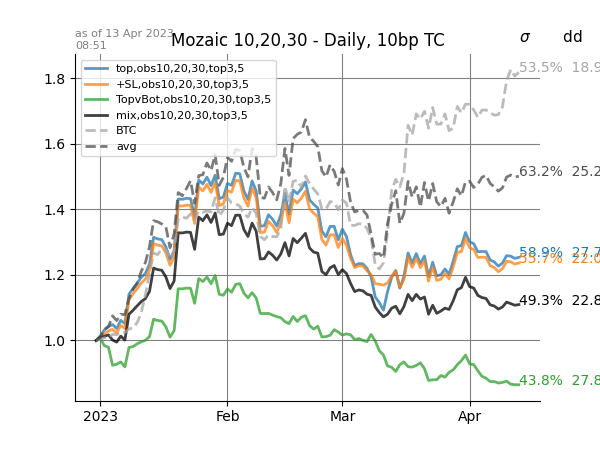 as of 13 Apr 2023
08:51
Mozaic 10,20,30 - Daily, 10bp TC
σ dd
top,obs10,20,30,top3,5
+SL,obs10,20,30,top3,5
TopvBot,obs10,20,30,top3,5
mix,obs10,20,30,top3,5
BTC
avg
1.8
1.6
1.4
1.2
1.0
53.5% 18.9
63.2% 25.2
58.9% 27.7
49.3% 22.8
43.8% 27.8
2023 Feb Mar Apr